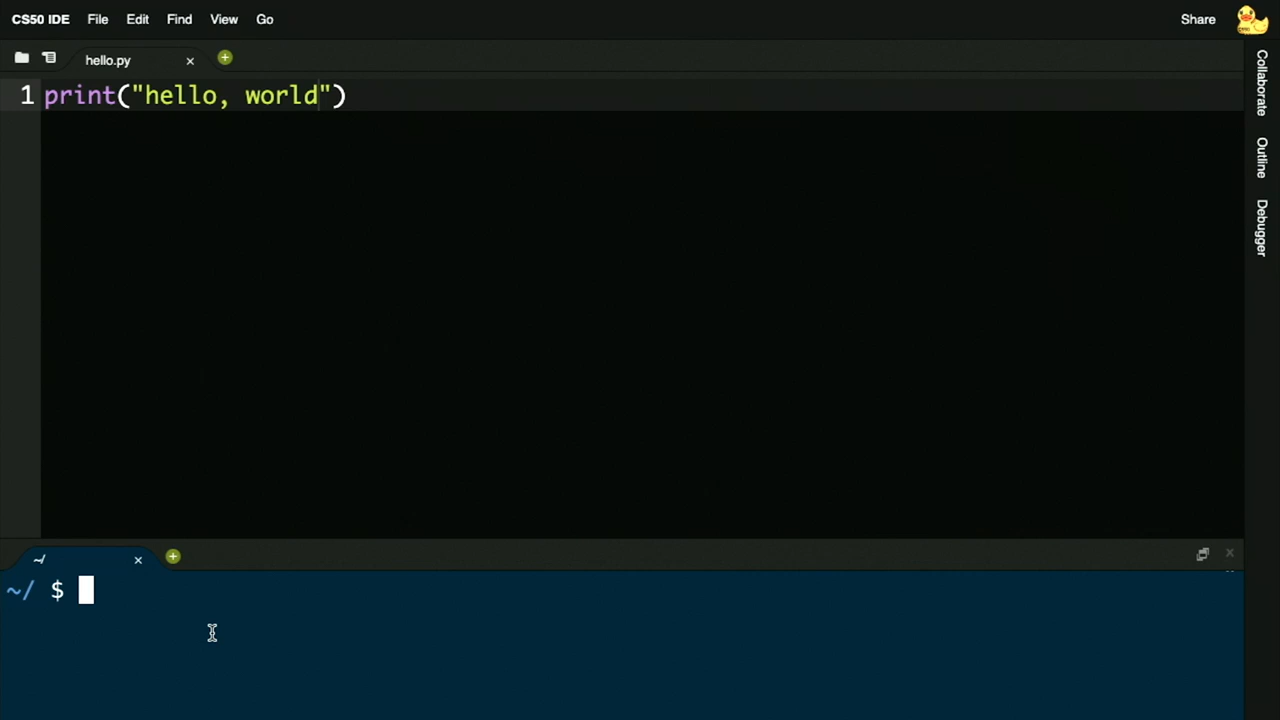 CS50 IDE File Edit Find View Go Share
hello.py × +
1 print("hello, world")
Collaborate
Outline
Debugger
~/ × +
~/ $